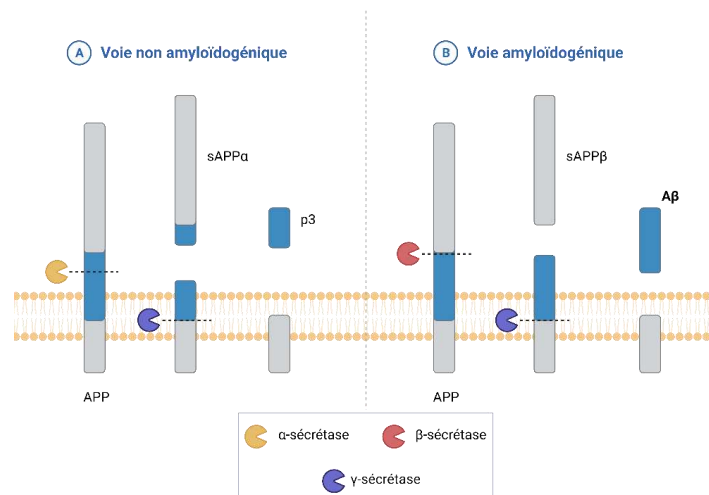 A Voie non amyloïdogénique
sAPPα
p3
APP
B Voie amyloïdogénique
sAPPβ
Aβ
APP
α-sécrétase
β-sécrétase
γ-sécrétase